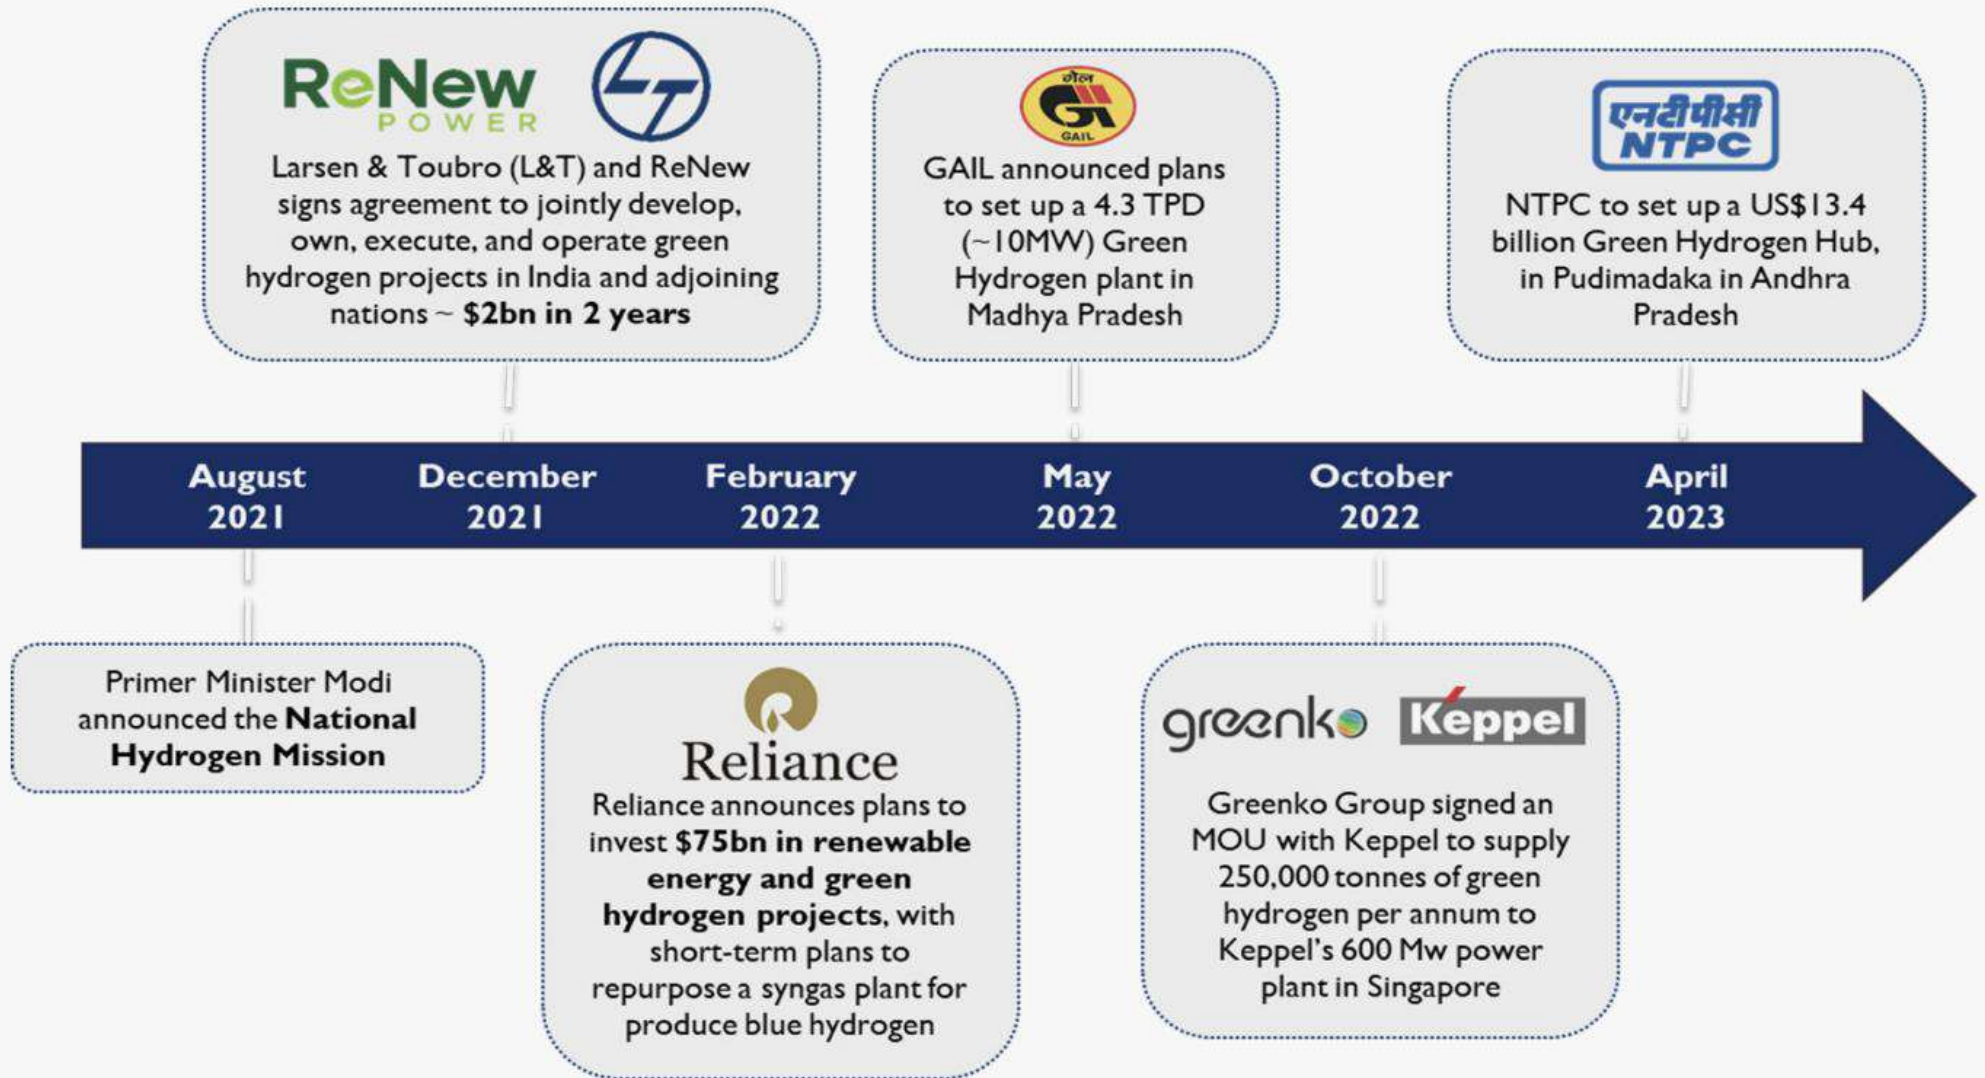 ReNew
POWER
LT
Larsen & Toubro (L&T) and ReNew
signs agreement to jointly develop,
own, execute, and operate green
hydrogen projects in India and adjoining
nations ~ $2bn in 2 years
गेल
GAIL
GAIL announced plans
to set up a 4.3 TPD
(~10MW) Green
Hydrogen plant in
Madhya Pradesh
एनटीपीसी
NTPC
NTPC to set up a US$13.4
billion Green Hydrogen Hub,
in Pudimadaka in Andhra
Pradesh
August
2021
December
2021
February
2022
May
2022
October
2022
April
2023
Primer Minister Modi
announced the National
Hydrogen Mission
Reliance
Reliance announces plans to
invest $75bn in renewable
energy and green
hydrogen projects, with
short-term plans to
repurpose a syngas plant for
produce blue hydrogen
greenko
Keppel
Greenko Group signed an
MOU with Keppel to supply
250,000 tonnes of green
hydrogen per annum to
Keppel's 600 Mw power
plant in Singapore